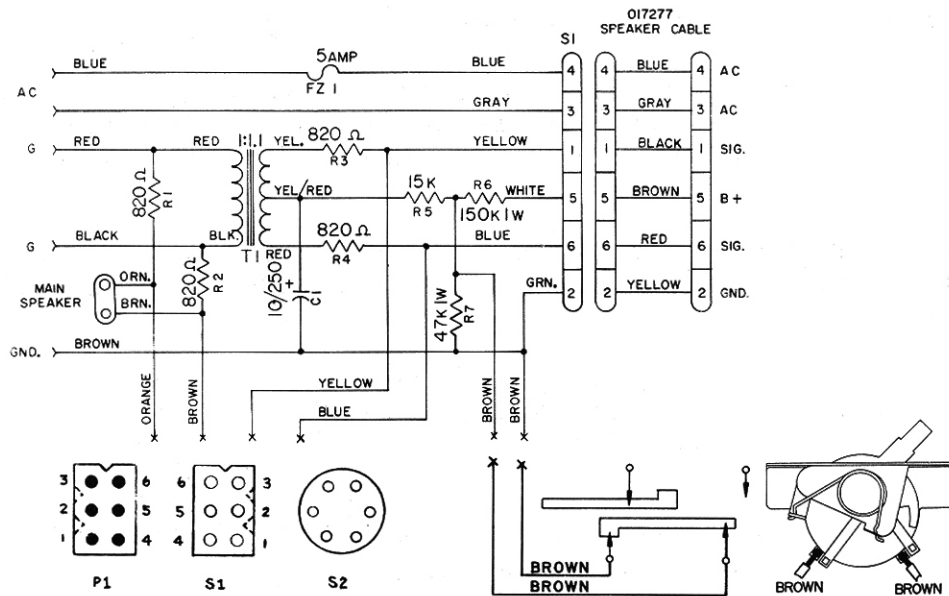 017277
SPEAKER CABLE
S1
5 AMP
BLUE
BLUE
FZ 1
4
4
BLUE
4
AC
AC
GRAY
3
3
GRAY
3
AC
G
RED
RED
1:1.1
YEL.
820 Ω
R3
YELLOW
1
1
BLACK
1
SIG.
820 Ω
R1
YEL/RED
15K
R5
R6
WHITE
150K 1W
5
5
BROWN
5
B+
G
BLACK
BLK.
T1
RED
820 Ω
R4
BLUE
6
6
RED
6
SIG.
MAIN
SPEAKER
ORN.
BRN.
820Ω
R2
10/250
+
C1
47K 1W
R7
GRN.
2
2
YELLOW
2
GND.
GND.
BROWN
ORANGE
BROWN
YELLOW
BLUE
BROWN
BROWN
3
6
2
5
1
4
P1
6
3
5
2
4
1
S1
S2
BROWN
BROWN
BROWN
BROWN